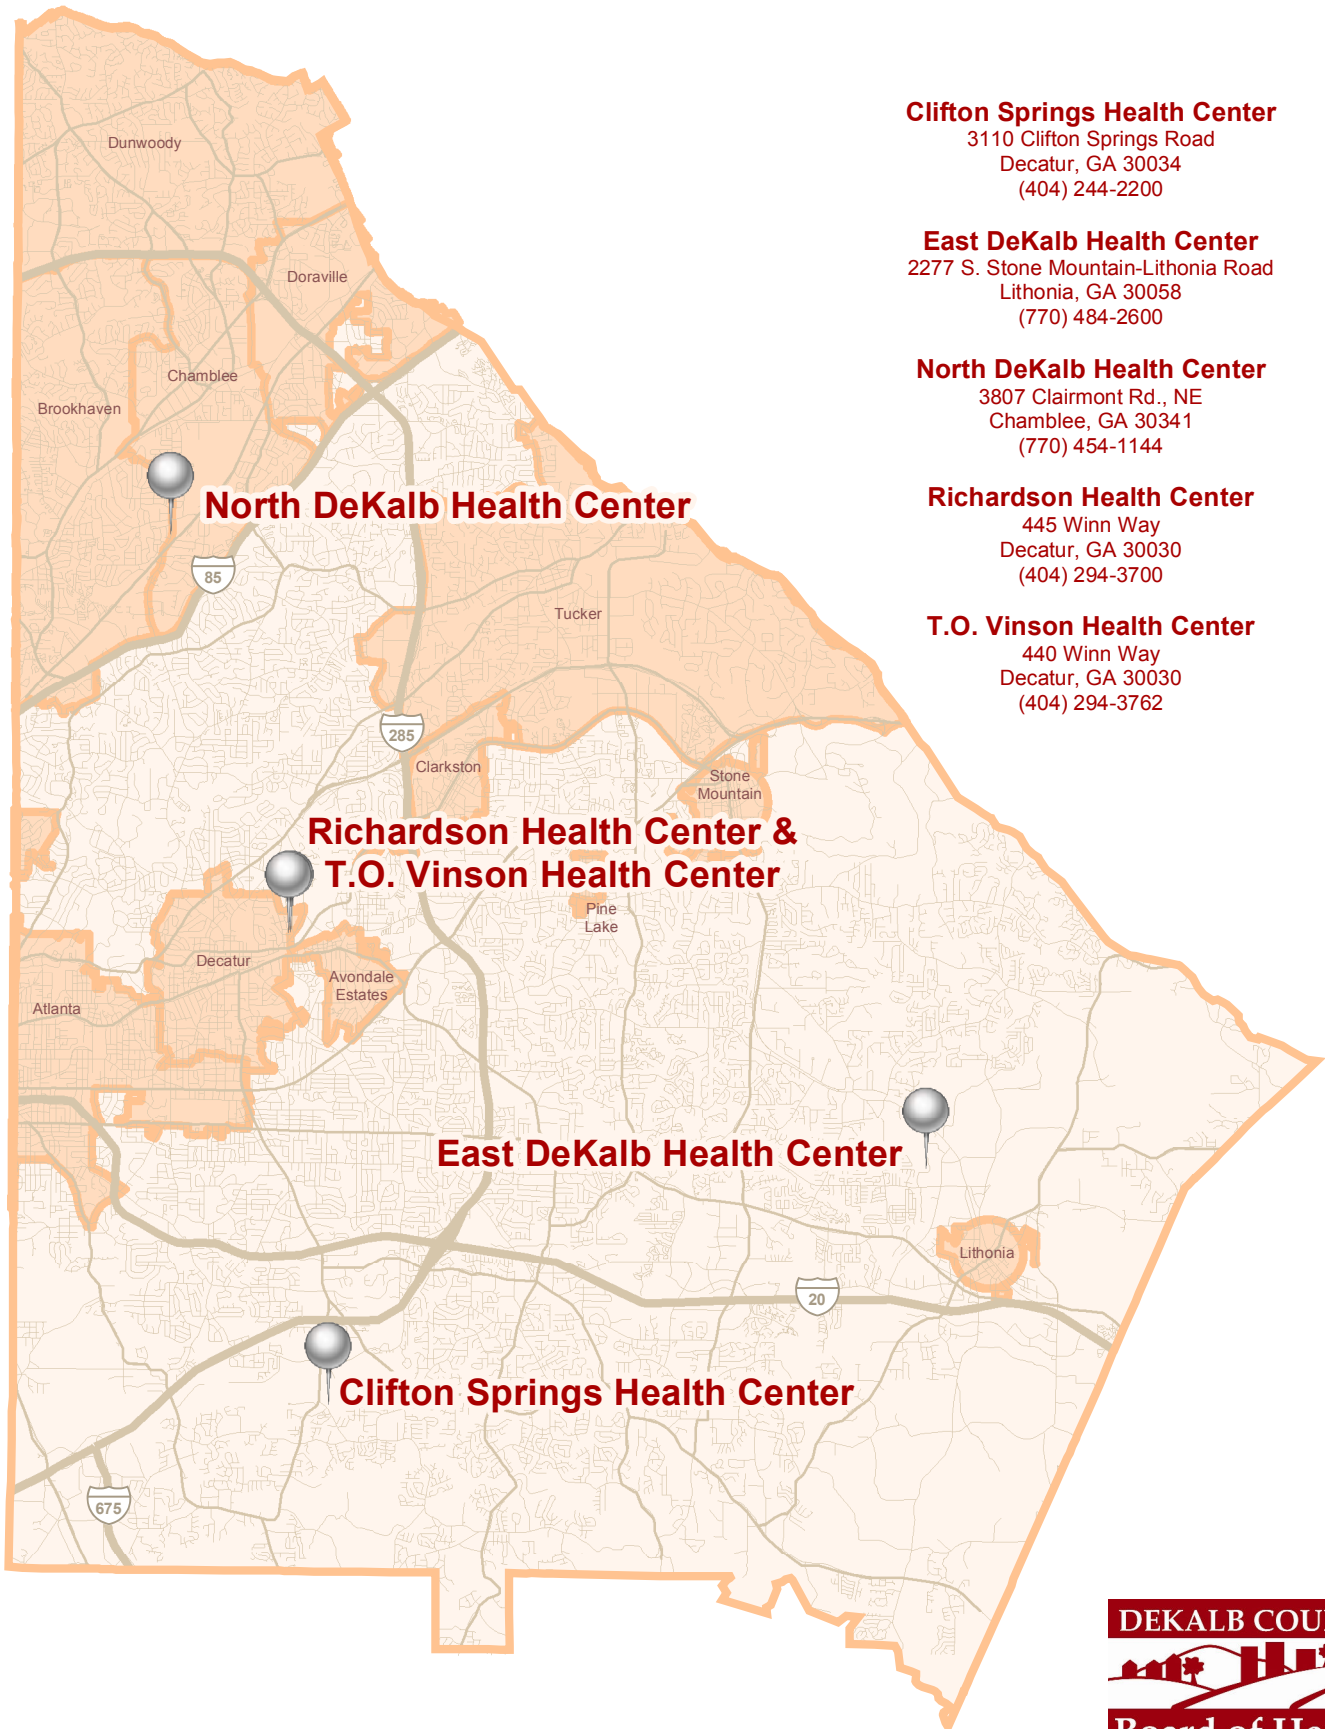 Clifton Springs Health Center
3110 Clifton Springs Road
Decatur, GA 30034
(404) 244-2200
East DeKalb Health Center
2277 S. Stone Mountain-Lithonia Road
Lithonia, GA 30058
(770) 484-2600
North DeKalb Health Center
3807 Clairmont Rd., NE
Chamblee, GA 30341
(770) 454-1144
Richardson Health Center
445 Winn Way
Decatur, GA 30030
(404) 294-3700
T.O. Vinson Health Center
440 Winn Way
Decatur, GA 30030
(404) 294-3762
Dunwoody
Doraville
Chamblee
Brookhaven
North DeKalb Health Center
85
Tucker
285
Clarkston
Stone
Mountain
Richardson Health Center &
T.O. Vinson Health Center
Pine
Lake
Decatur
Avondale
Estates
Atlanta
East DeKalb Health Center
Lithonia
20
Clifton Springs Health Center
675
DEKALB COU
Board of He